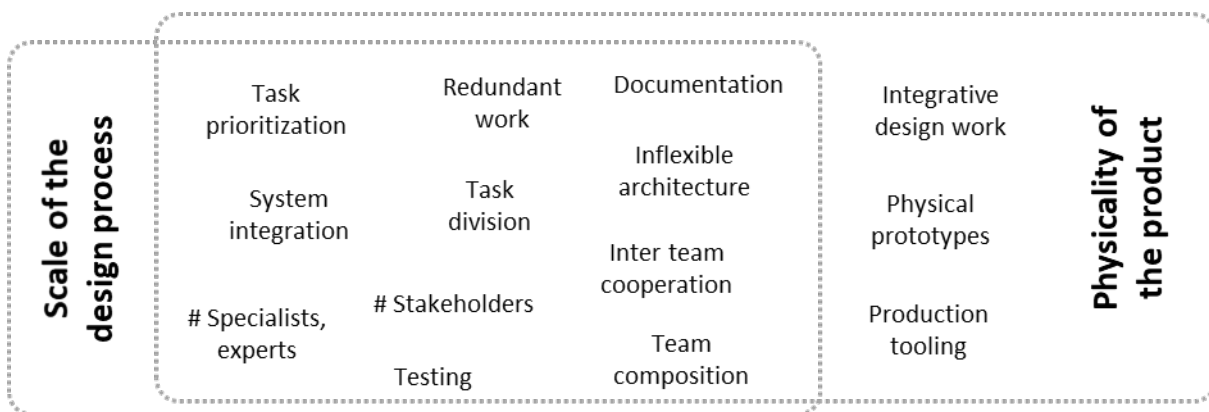 Scale of the
design process
Task
prioritization
Redundant
work
Documentation
System
integration
Task
division
Inflexible
architecture
Inter team
cooperation
# Specialists,
experts
# Stakeholders
Testing
Team
composition
Integrative
design work
Physical
prototypes
Production
tooling
Physicality of
the product